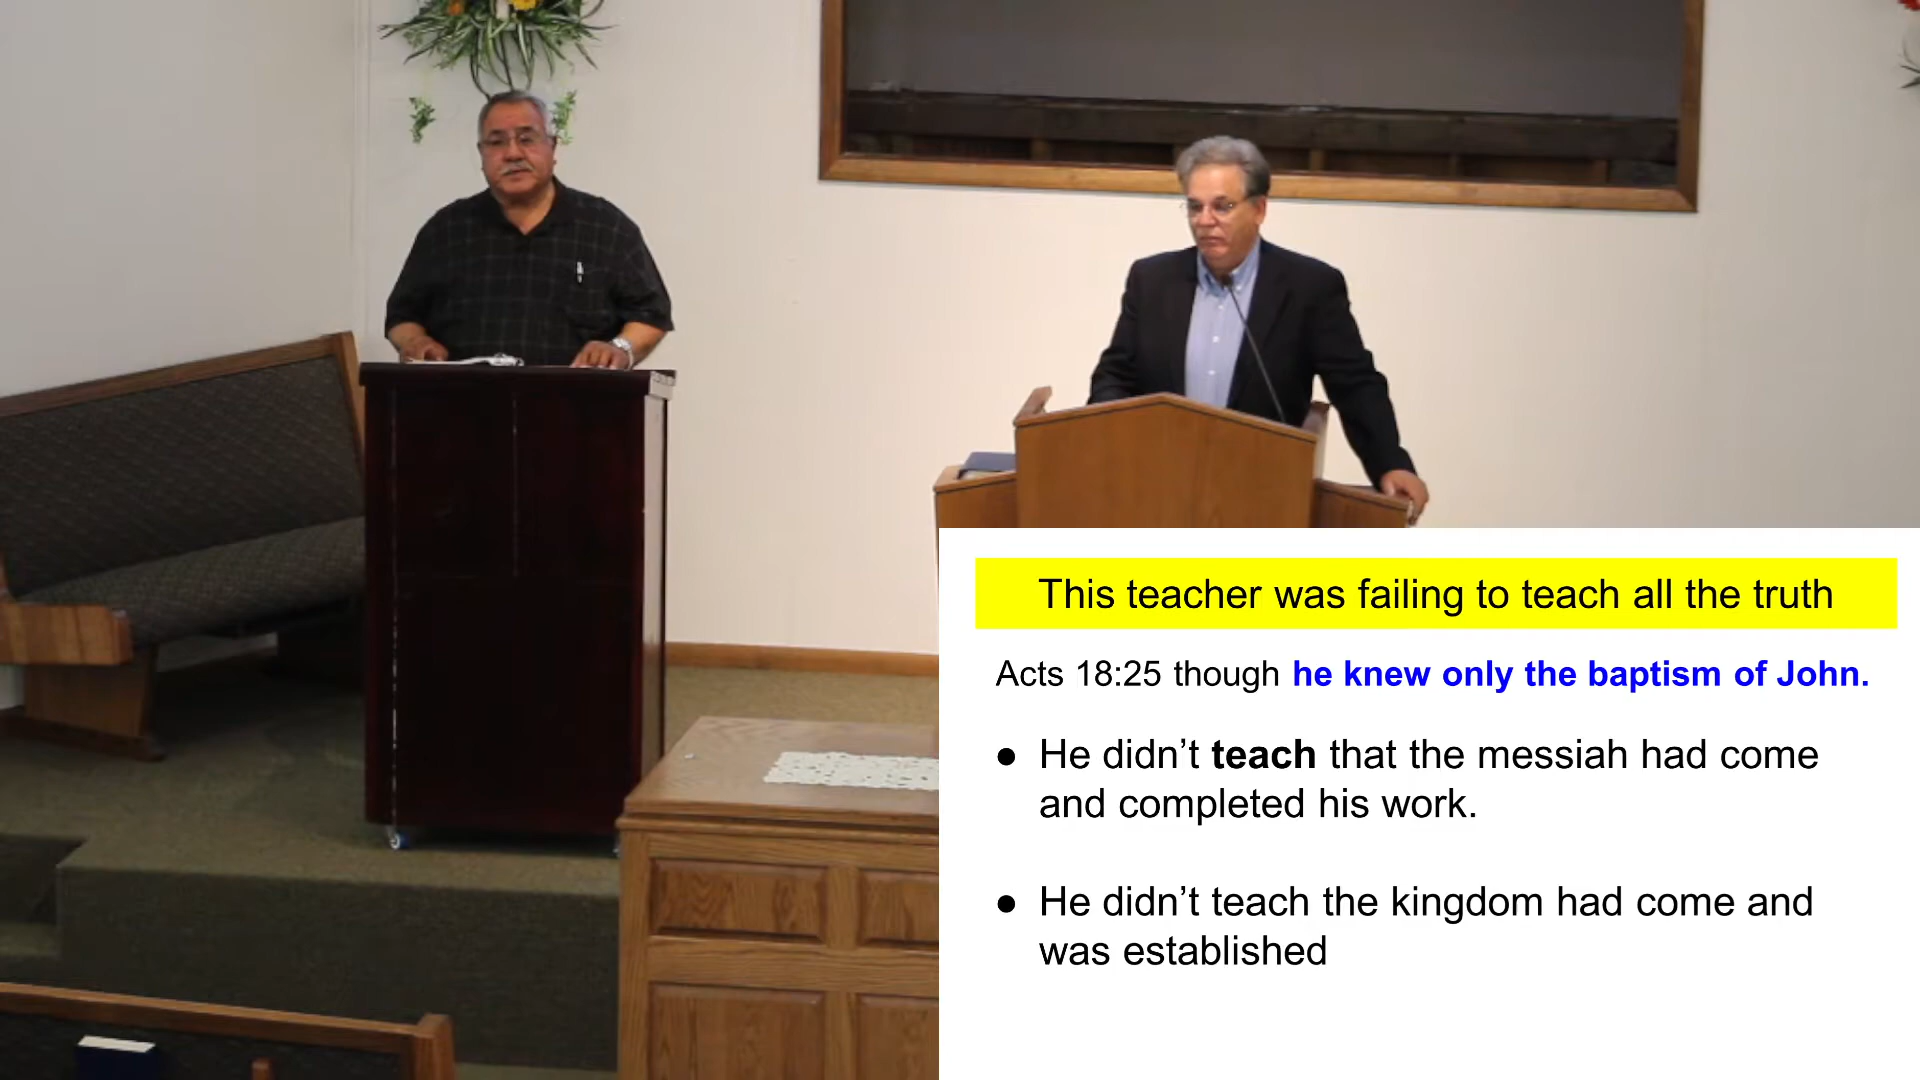 This teacher was failing to teach all the truth
Acts 18:25 though he knew only the baptism of John.
● He didn’t teach that the messiah had come
and completed his work.
● He didn’t teach the kingdom had come and
was established